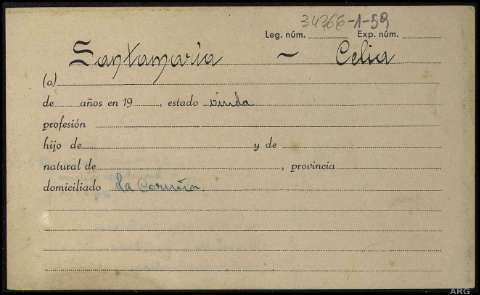 34366-1-59
Leg. núm. Exp. núm.
Santamaria - Celia
(a)
de años en 19, estado viuda
profesión
hijo de y de
natural de, provincia
domiciliado La Coruña.
ARG